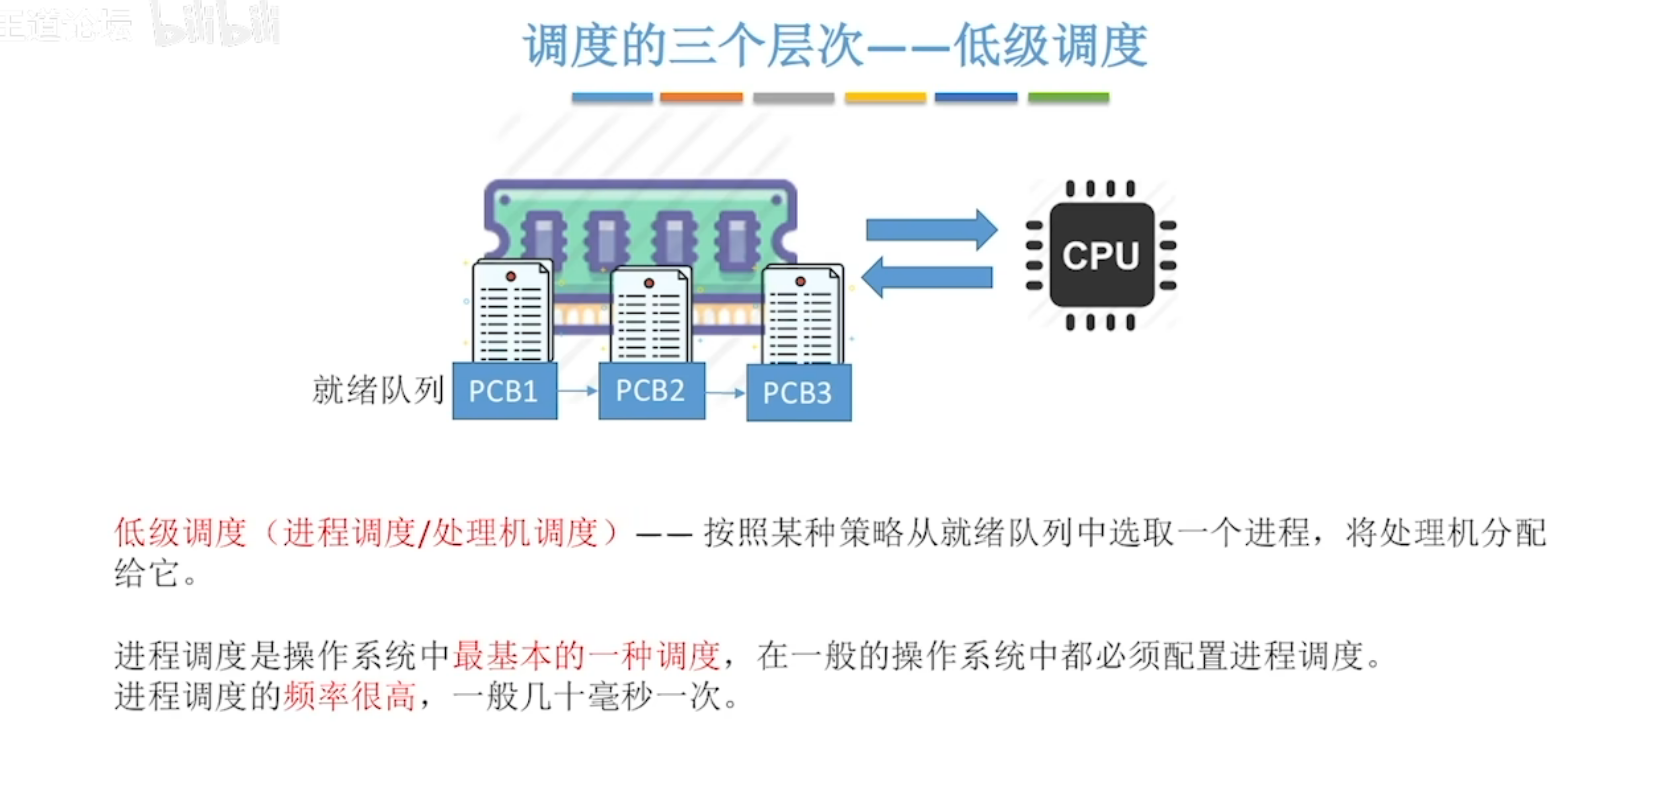 王道论坛 bilibili
调度的三个层次——低级调度
CPU
就绪队列 PCB1 PCB2 PCB3
低级调度（进程调度/处理机调度）—— 按照某种策略从就绪队列中选取一个进程，将处理机分配
给它。
进程调度是操作系统中最基本的一种调度，在一般的操作系统中都必须配置进程调度。
进程调度的频率很高，一般几十毫秒一次。